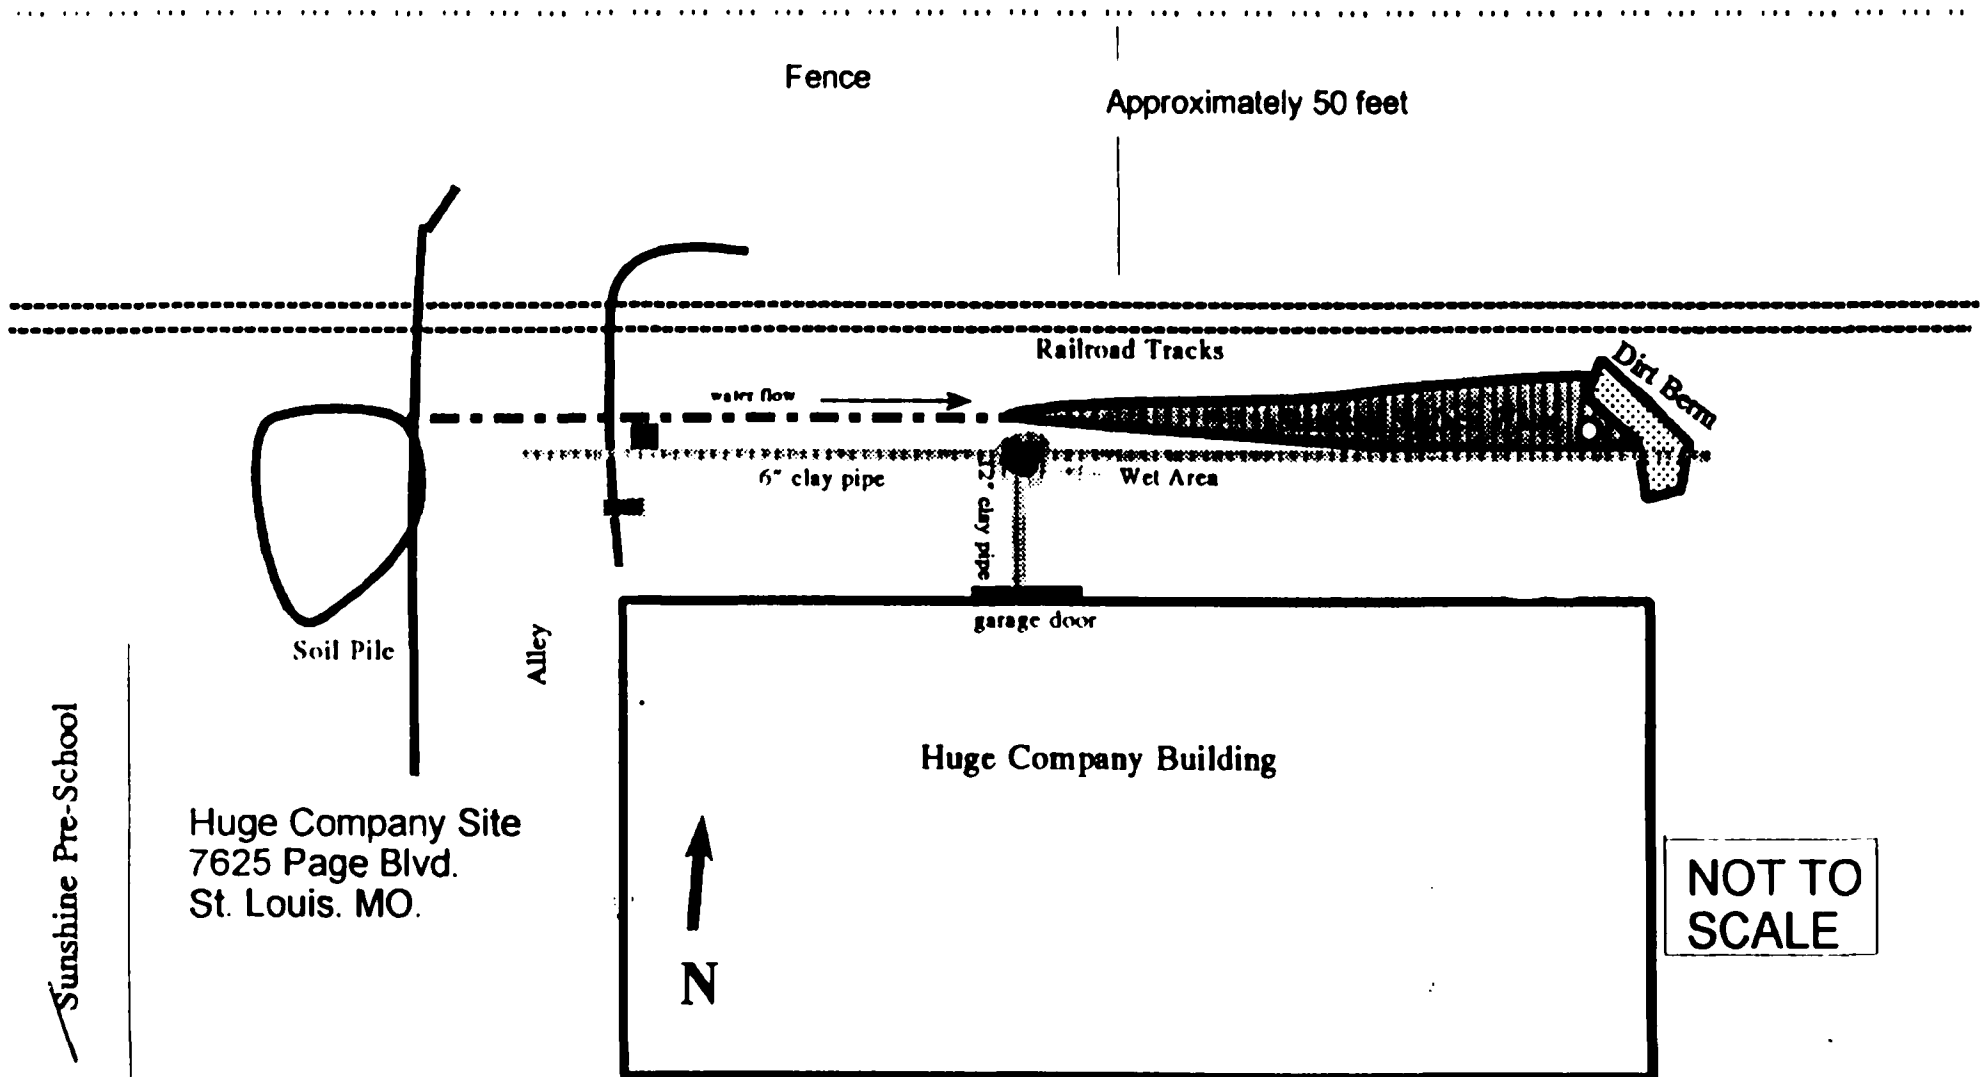 Fence
Approximately 50 feet
Railroad Tracks
Dirt Berm
water flow
6" clay pipe
12" clay pipe
Wet Area
garage door
Soil Pile
Alley
Sunshine Pre-School
Huge Company Building
Huge Company Site
7625 Page Blvd.
St. Louis. MO.
N
NOT TO
SCALE